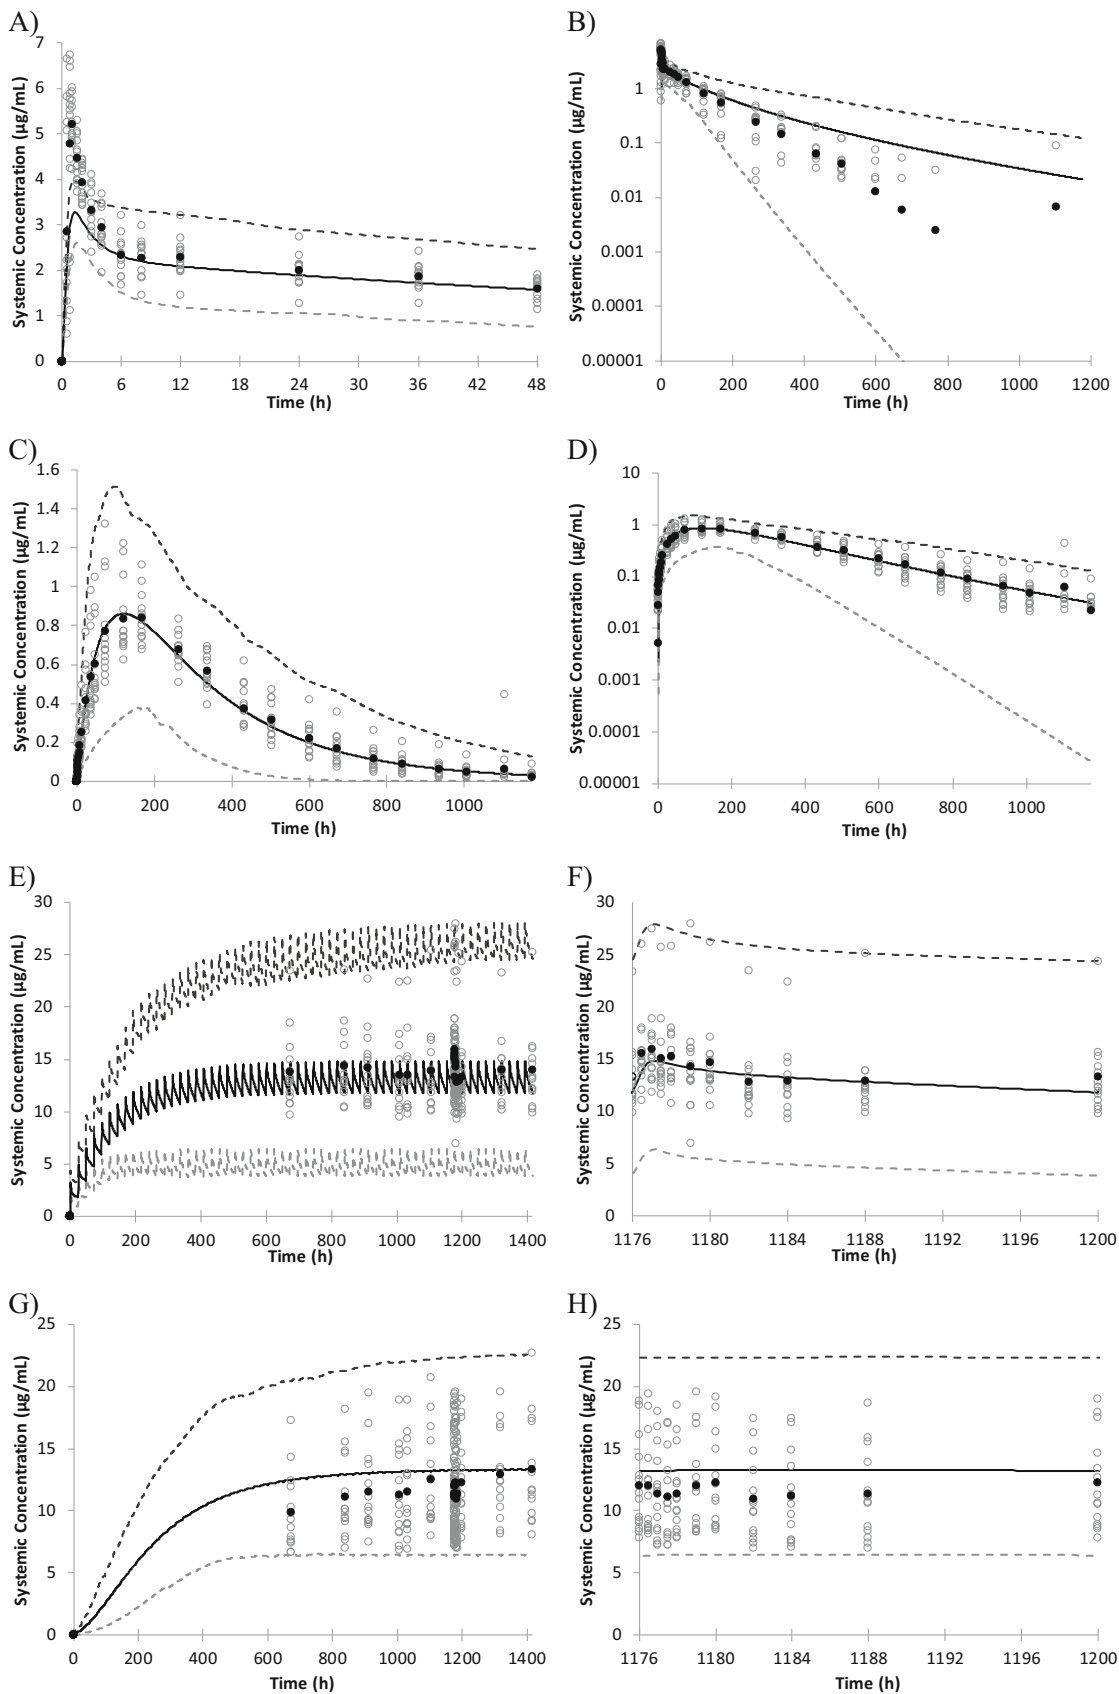 A)
Systemic Concentration (µg/mL)
7
6
5
4
3
2
1
0
0 6 12 18 24 30 36 42 48
Time (h)
B)
Systemic Concentration (µg/mL)
1
0.1
0.01
0.001
0.0001
0.00001
0 200 400 600 800 1000 1200
Time (h)
C)
Systemic Concentration (µg/mL)
1.6
1.4
1.2
1
0.8
0.6
0.4
0.2
0
0 200 400 600 800 1000
Time (h)
D)
Systemic Concentration (µg/mL)
10
1
0.1
0.01
0.001
0.0001
0.00001
0 200 400 600 800 1000
Time (h)
E)
Systemic Concentration (µg/mL)
30
25
20
15
10
5
0
0 200 400 600 800 1000 1200 1400
Time (h)
F)
Systemic Concentration (µg/mL)
30
25
20
15
10
5
0
1176 1180 1184 1188 1192 1196 1200
Time (h)
G)
Systemic Concentration (µg/mL)
25
20
15
10
5
0
0 200 400 600 800 1000 1200 1400
Time (h)
H)
Systemic Concentration (µg/mL)
25
20
15
10
5
0
1176 1180 1184 1188 1192 1196 1200
Time (h)